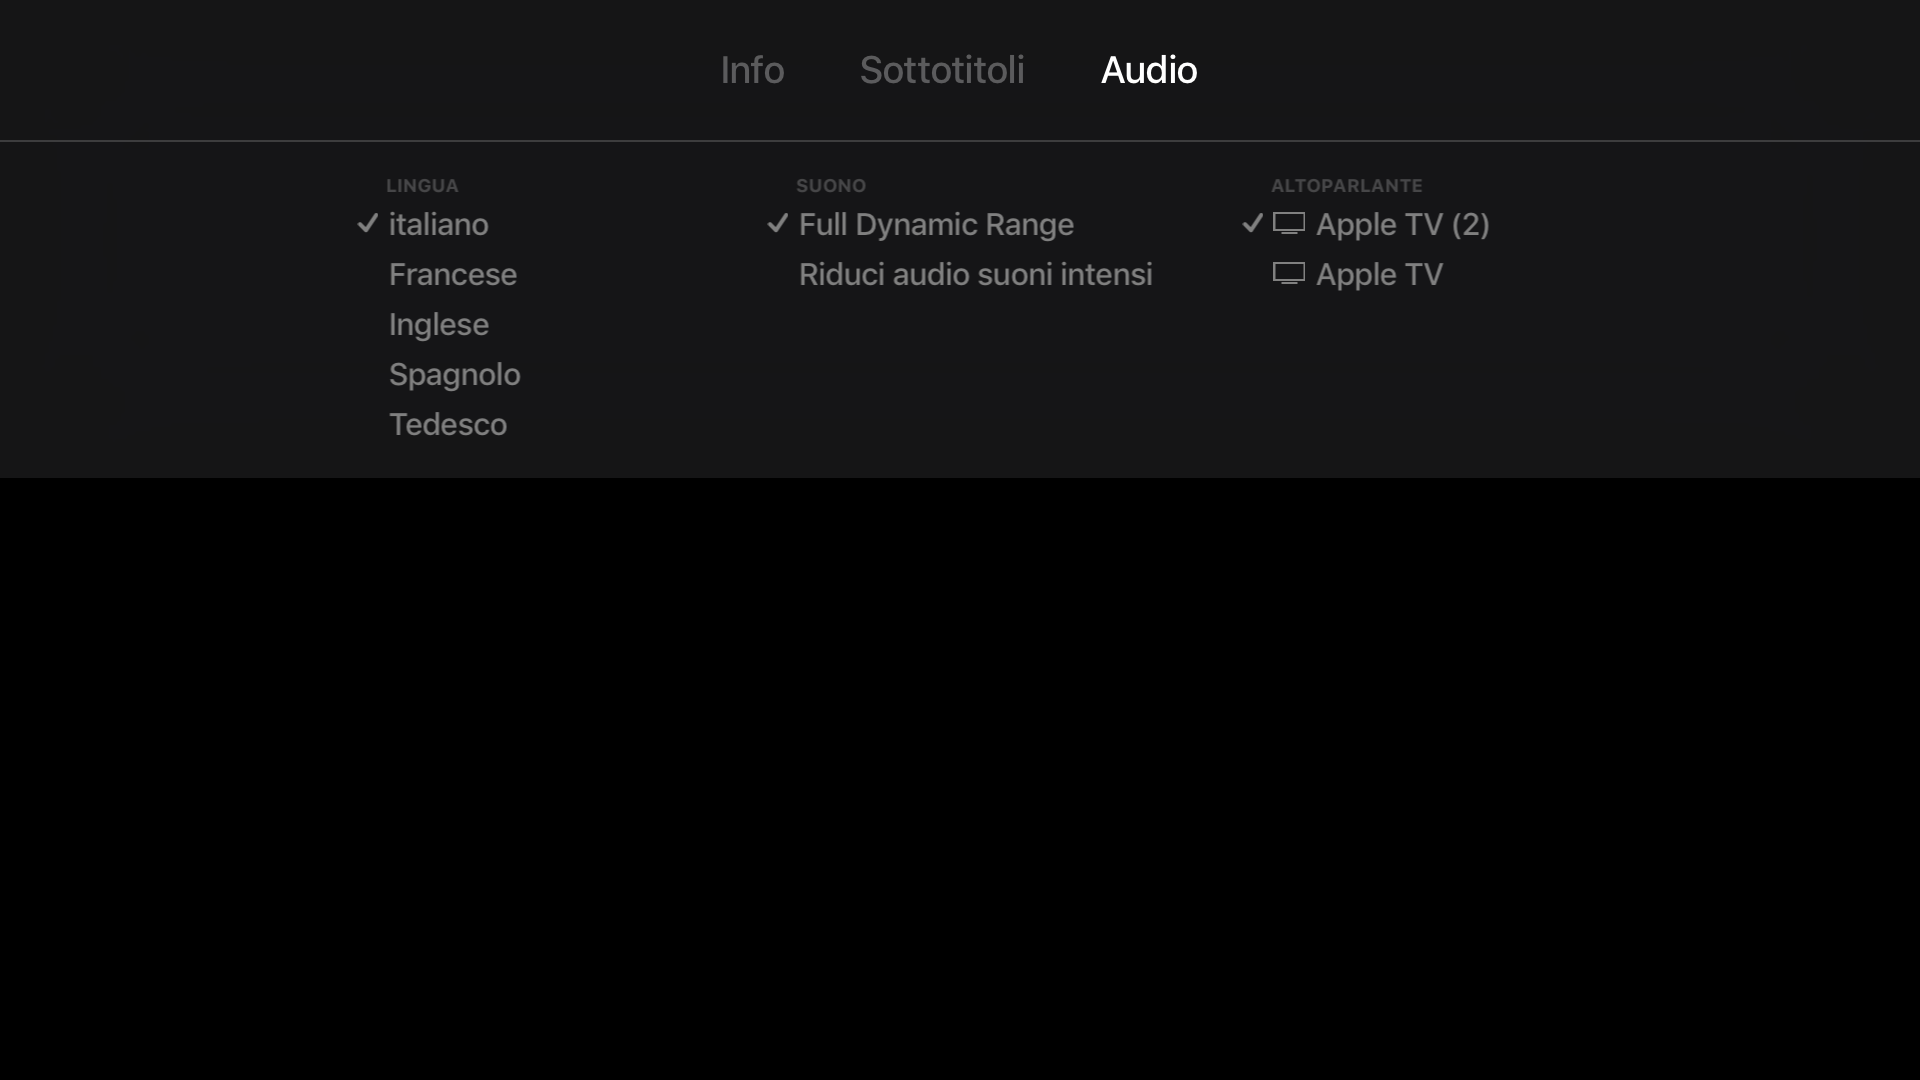 Info Sottotitoli Audio
LINGUA
italiano
Francese
Inglese
Spagnolo
Tedesco
SUONO
Full Dynamic Range
Riduci audio suoni intensi
ALTOPARLANTE
Apple TV (2)
Apple TV